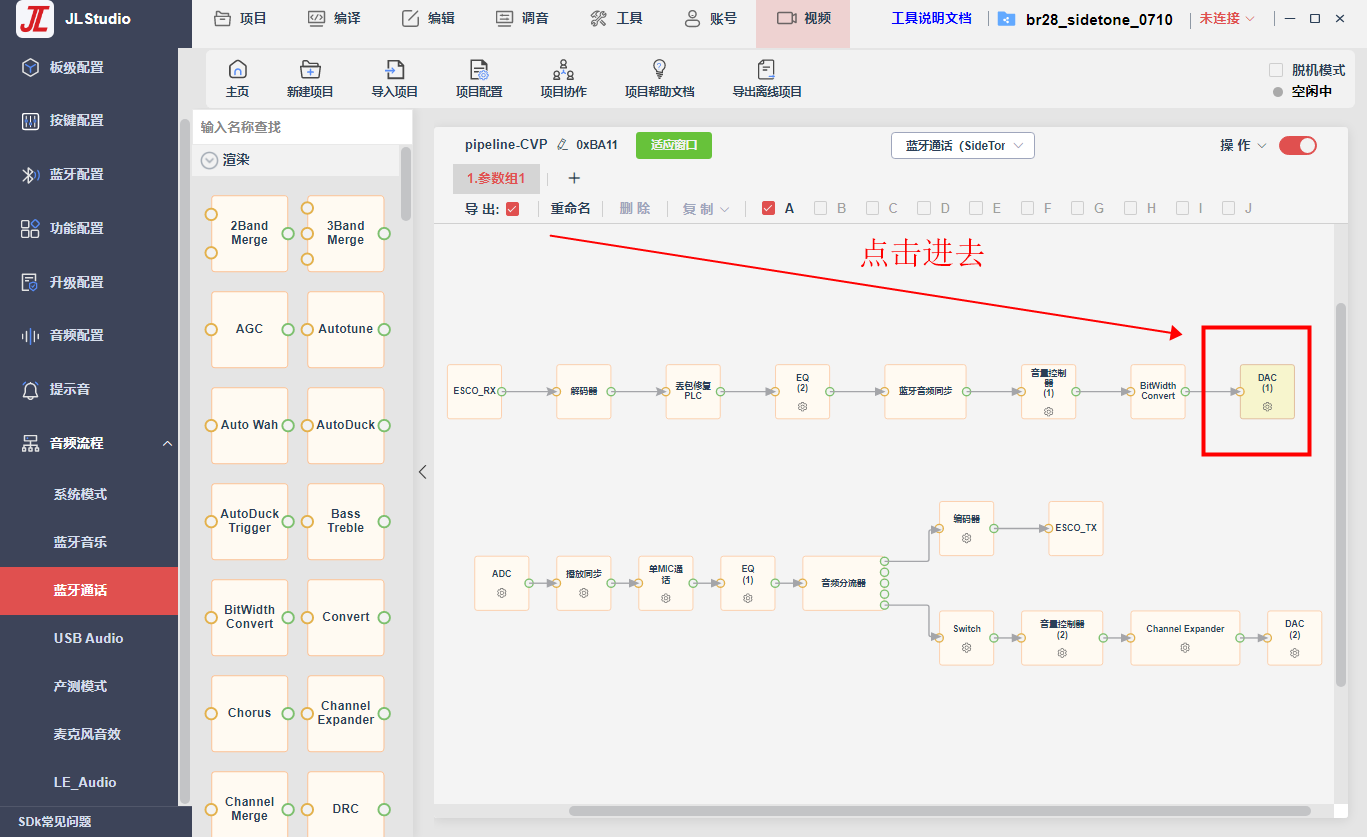 JL JLStudio
项目
编译
编辑
调音
工具
账号
视频
工具说明文档
br28_sidetone_0710
未连接
板级配置
按键配置
蓝牙配置
功能配置
升级配置
音频配置
提示音
音频流程
系统模式
蓝牙音乐
蓝牙通话
USB Audio
产测模式
麦克风音效
LE_Audio
SDk常见问题
主页
新建项目
导入项目
项目配置
项目协作
项目帮助文档
导出离线项目
脱机模式
空闲中
输入名称查找
渲染
2Band
Merge
3Band
Merge
AGC
Autotune
Auto Wah
AutoDuck
AutoDuck
Trigger
Bass
Treble
BitWidth
Convert
Convert
Chorus
Channel
Expander
Channel
Merge
DRC
pipeline-CVP
0xBA11
适应窗口
蓝牙通话（SideTor
操作
1.参数组1
+
导出:
重命名
删除
复制
A
B
C
D
E
F
G
H
I
J
点击进去
ESCO_RX
解码器
丢包修复
PLC
EQ
(2)
蓝牙音频同步
音量控制
器
(1)
BitWidth
Convert
DAC
(1)
编码器
ESCO_TX
ADC
播放同步
单MIC通
话
EQ
(1)
音频分流器
Switch
音量控制器
(2)
Channel Expander
DAC
(2)